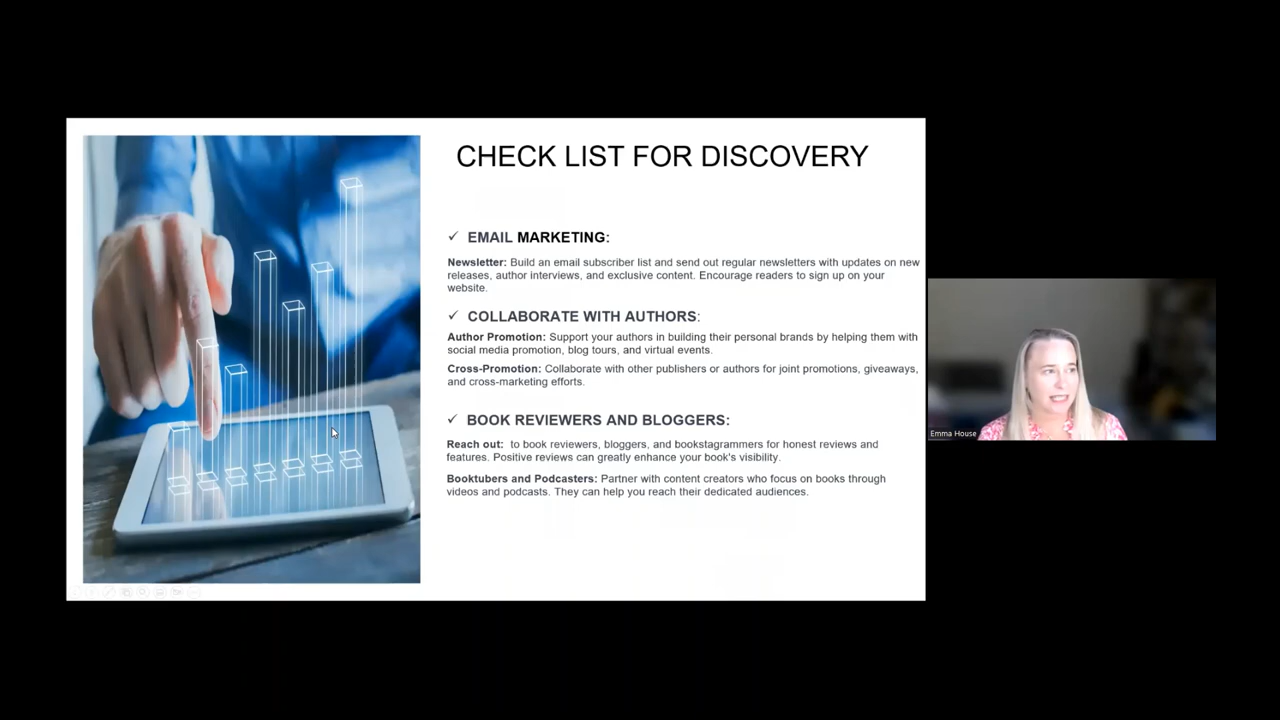 CHECK LIST FOR DISCOVERY
✓ EMAIL MARKETING:
Newsletter: Build an email subscriber list and send out regular newsletters with updates on new
releases, author interviews, and exclusive content. Encourage readers to sign up on your
website.
✓ COLLABORATE WITH AUTHORS:
Author Promotion: Support your authors in building their personal brands by helping them with
social media promotion, blog tours, and virtual events.
Cross-Promotion: Collaborate with other publishers or authors for joint promotions, giveaways,
and cross-marketing efforts.
✓ BOOK REVIEWERS AND BLOGGERS:
Reach out: to book reviewers, bloggers, and bookstagrammers for honest reviews and
features. Positive reviews can greatly enhance your book's visibility.
Booktubers and Podcasters: Partner with content creators who focus on books through
videos and podcasts. They can help you reach their dedicated audiences.
Emma House